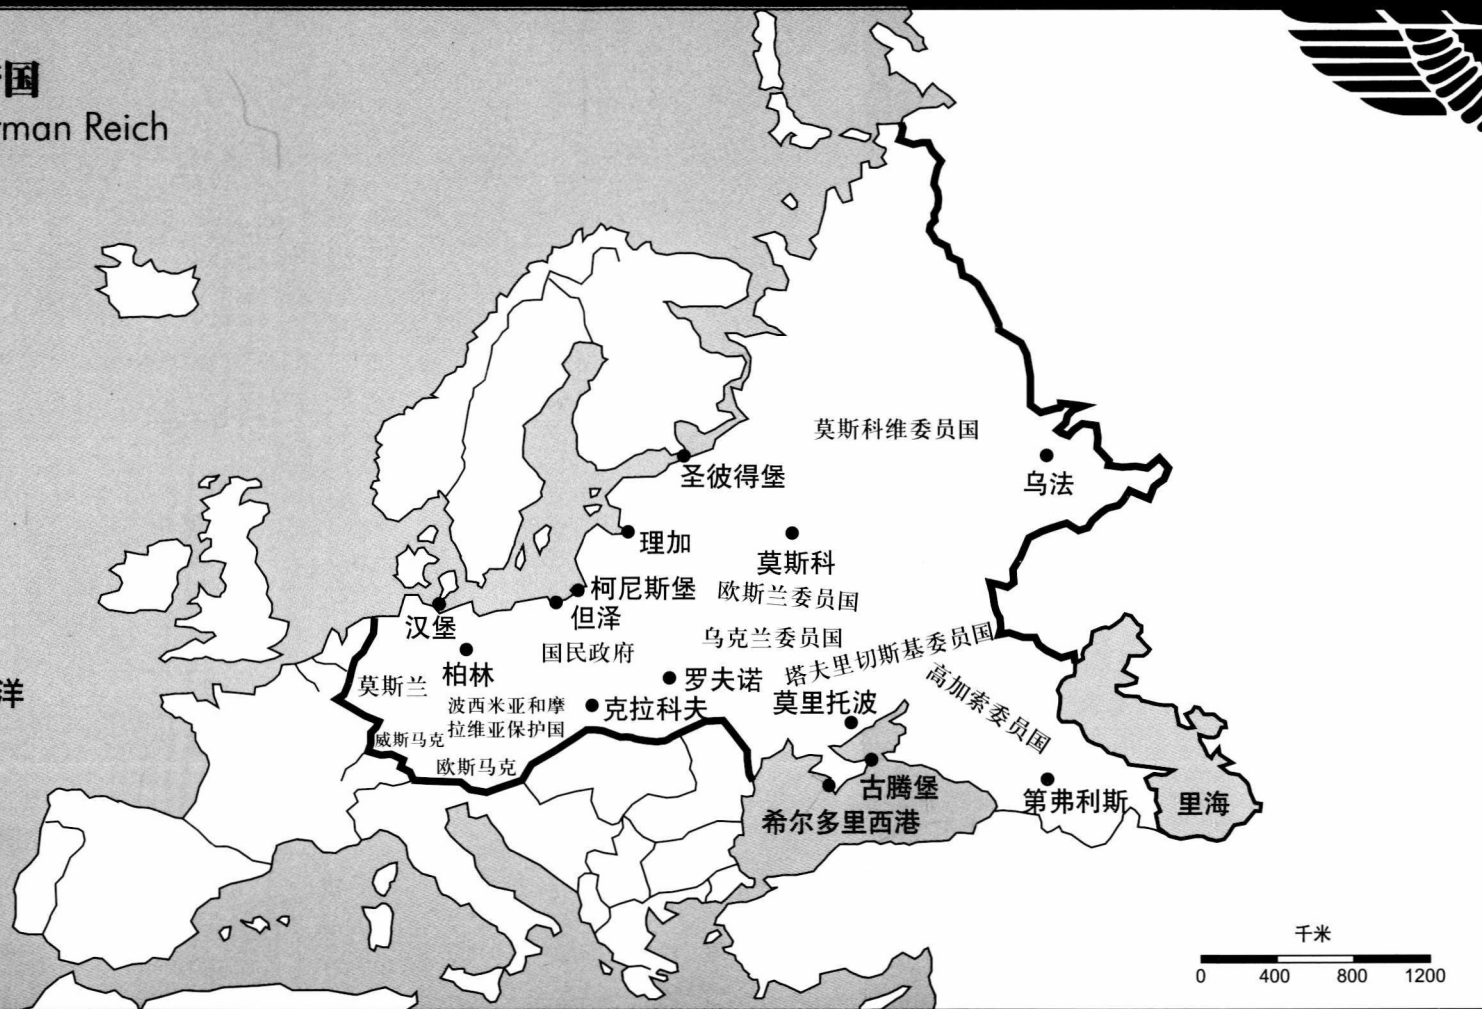 国
rman Reich
莫斯科维委员国
乌法
圣彼得堡
理加
莫斯科
柯尼斯堡
欧斯兰委员国
但泽
汉堡
国民政府
乌克兰委员国
塔夫里切斯基委员国
柏林
罗夫诺
高加索委员国
洋
莫斯兰
波西米亚和摩
拉维亚保护国
克拉科夫
莫里托波
威斯马克
欧斯马克
古腾堡
第弗利斯
里海
希尔多里西港
千米
0 400 800 1200